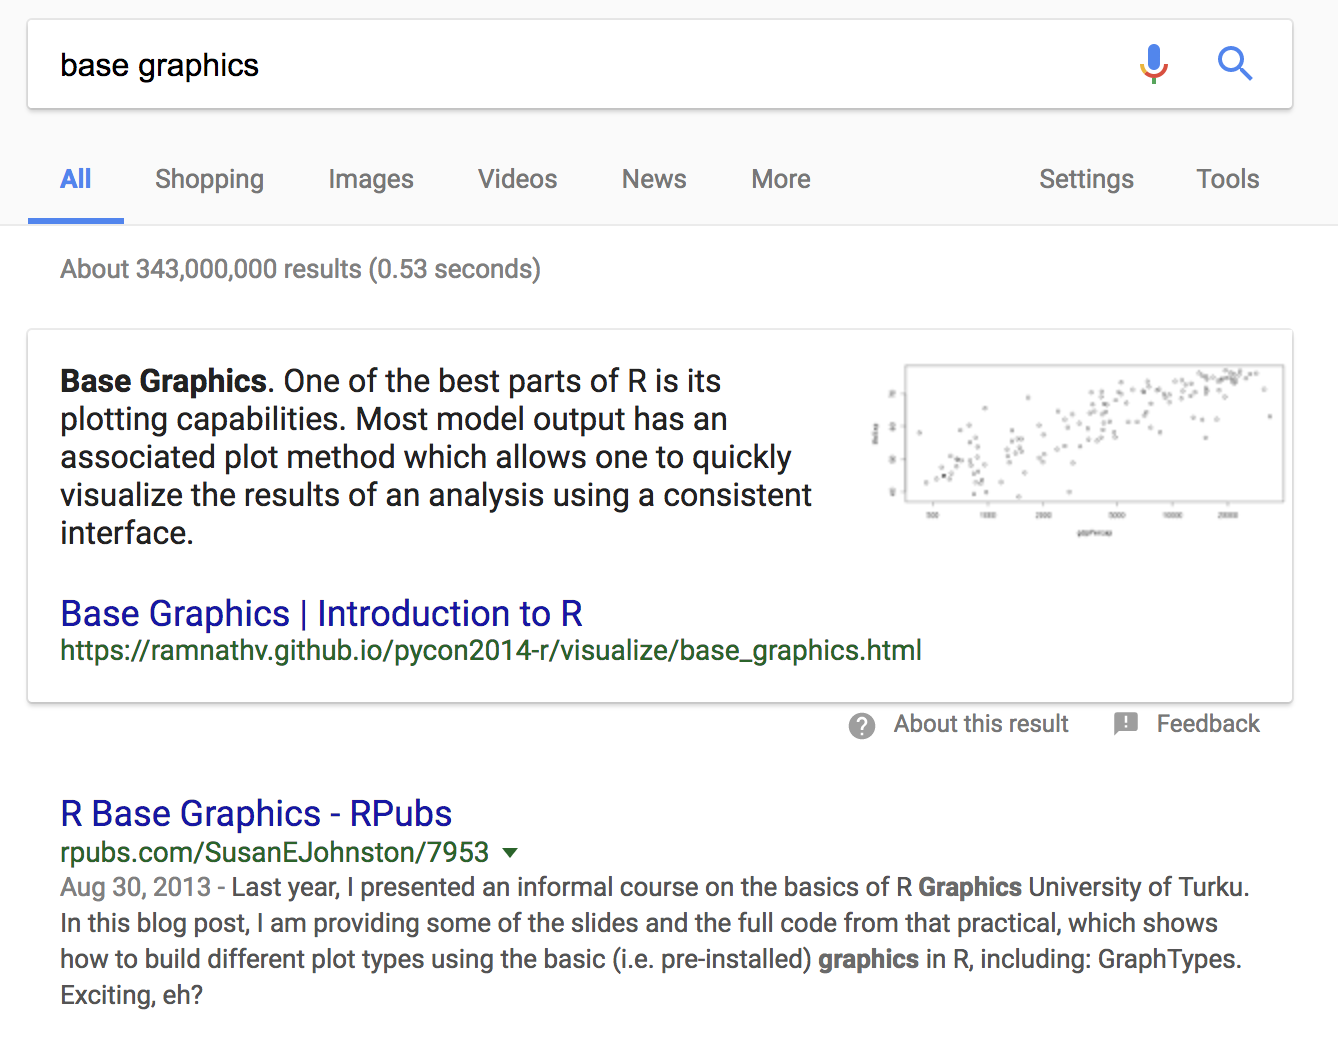 base graphics
All Shopping Images Videos News More Settings Tools
About 343,000,000 results (0.53 seconds)
Base Graphics. One of the best parts of R is its
plotting capabilities. Most model output has an
associated plot method which allows one to quickly
visualize the results of an analysis using a consistent
interface.
500 1000 2000 5000 10000 20000
gdpPercap
Base Graphics | Introduction to R
https://ramnathv.github.io/pycon2014-r/visualize/base_graphics.html
About this result Feedback
R Base Graphics - RPubs
rpubs.com/SusanEJohnston/7953
Aug 30, 2013 - Last year, I presented an informal course on the basics of R Graphics University of Turku.
In this blog post, I am providing some of the slides and the full code from that practical, which shows
how to build different plot types using the basic (i.e. pre-installed) graphics in R, including: GraphTypes.
Exciting, eh?